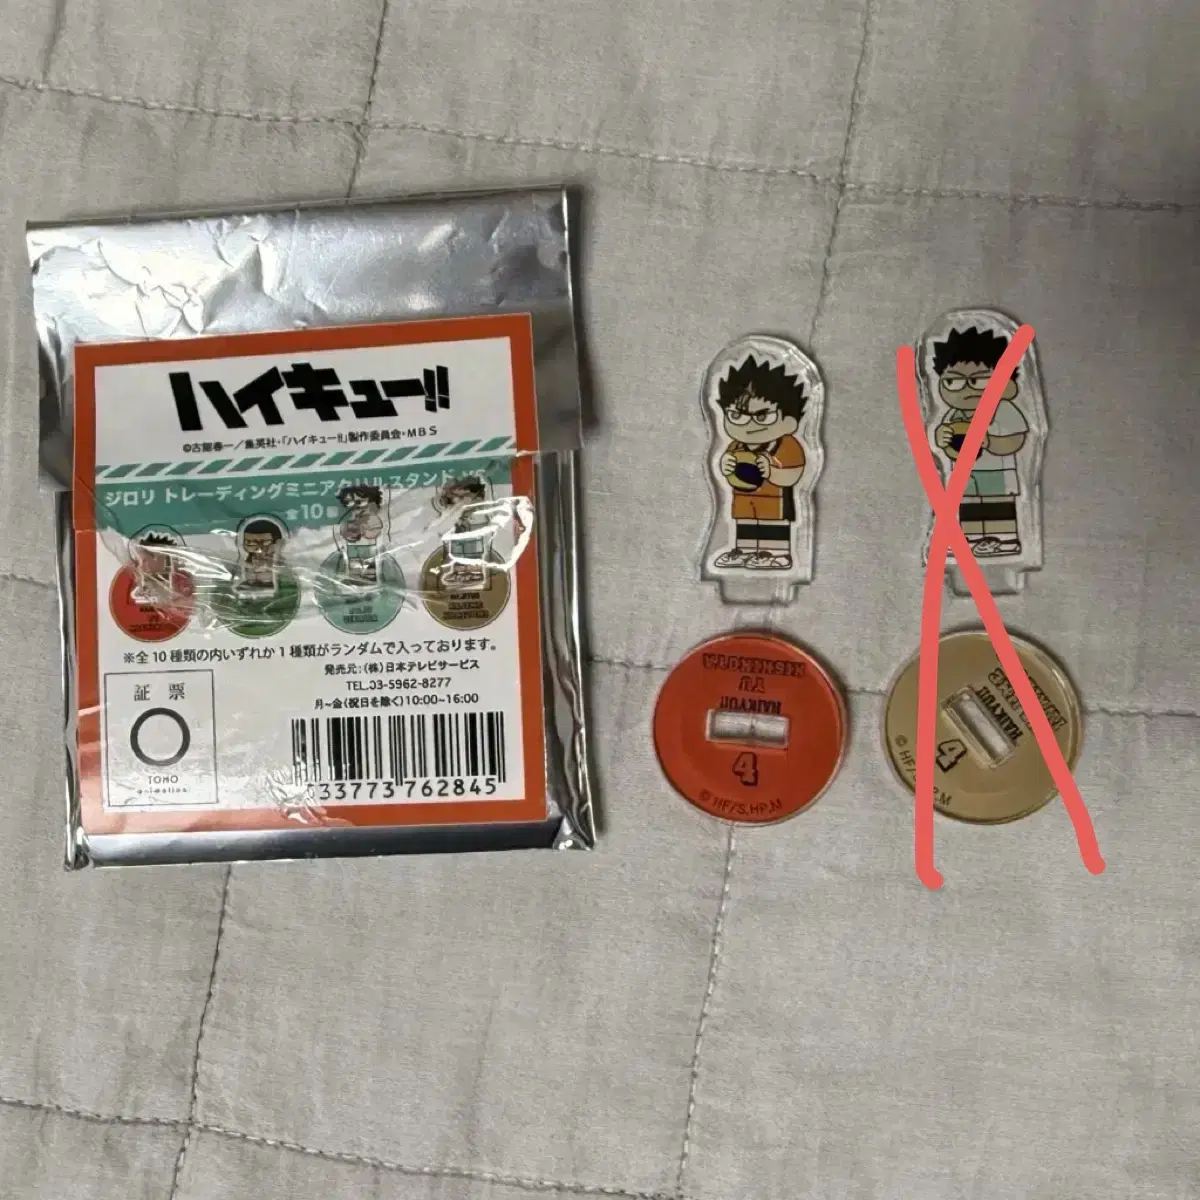 ハイキュー!!
©古舘春一／集英社・「ハイキュー!!」製作委員会・MBS
ジロリ トレーディングミニアクリルスタンド
全10種
※全10種類の内いずれか1種類がランダムで入っております。
発売元:(株)日本テレビサービス
TEL.03-5962-8277
月~金(祝日を除く)10:00~16:00
証票
TOHO
animation
33773 762845
NISHINOYA
YU
HAIKYU!!
4
© HF/S.HP.M
HAIKYU!!
4
© HF/S.HP.M